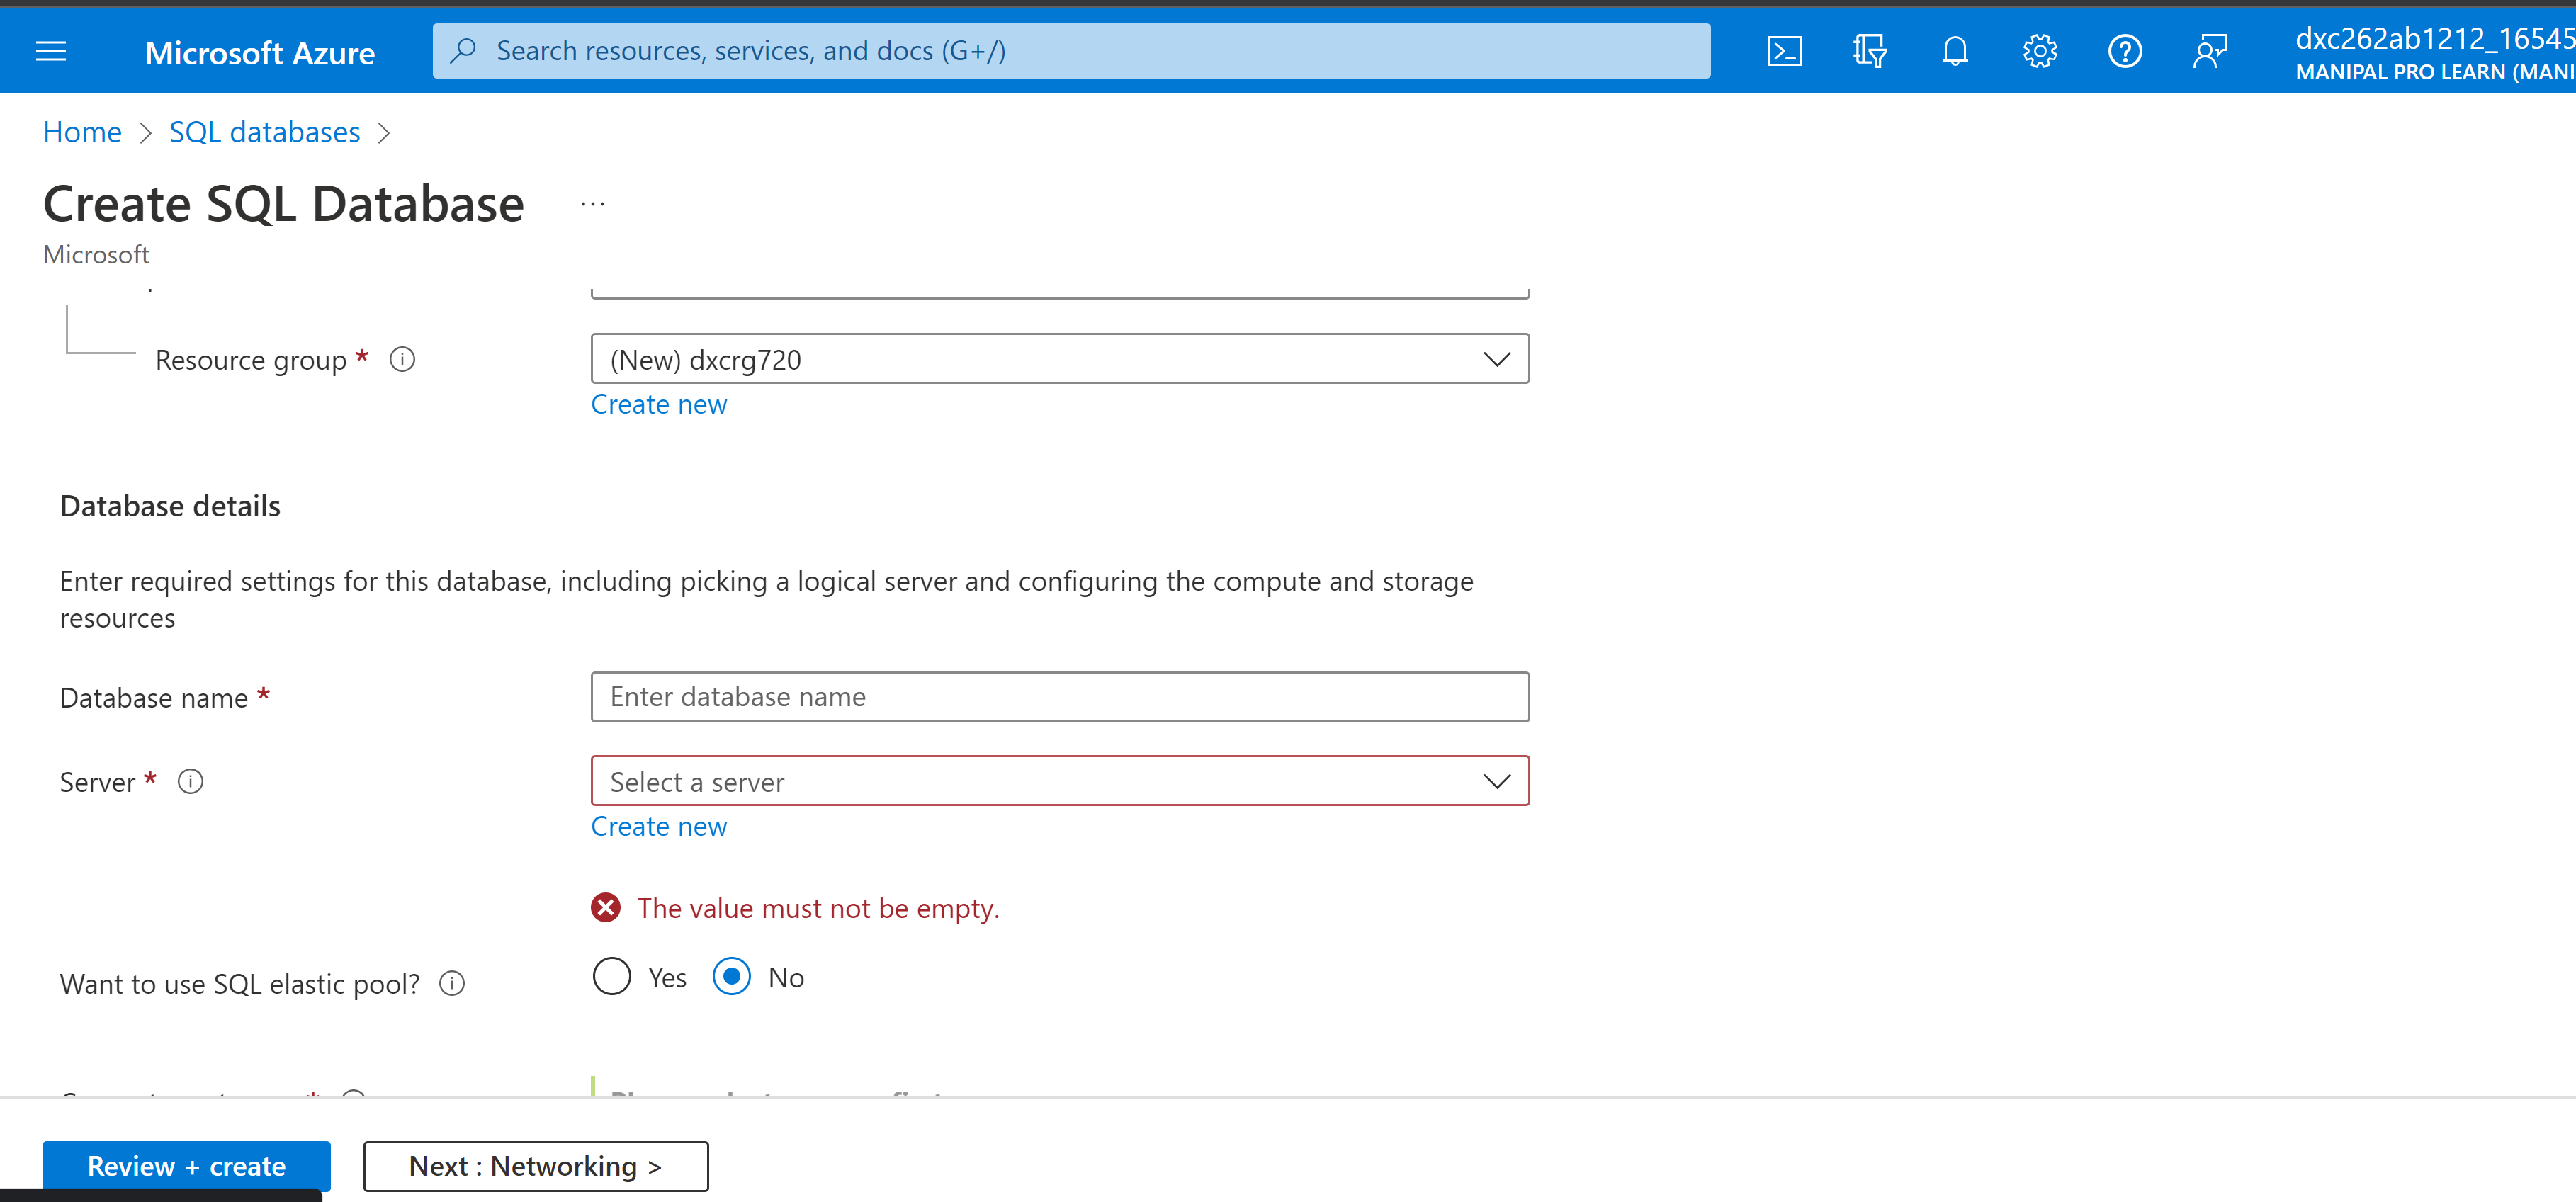 Microsoft Azure
Search resources, services, and docs (G+/)
dxc262ab1212_16545
MANIPAL PRO LEARN (MANI
Home > SQL databases >
Create SQL Database ...
Microsoft
Resource group *
(New) dxcrg720
Create new
Database details
Enter required settings for this database, including picking a logical server and configuring the compute and storage
resources
Database name *
Enter database name
Server *
Select a server
Create new
The value must not be empty.
Want to use SQL elastic pool?
Yes No
Review + create
Next : Networking >